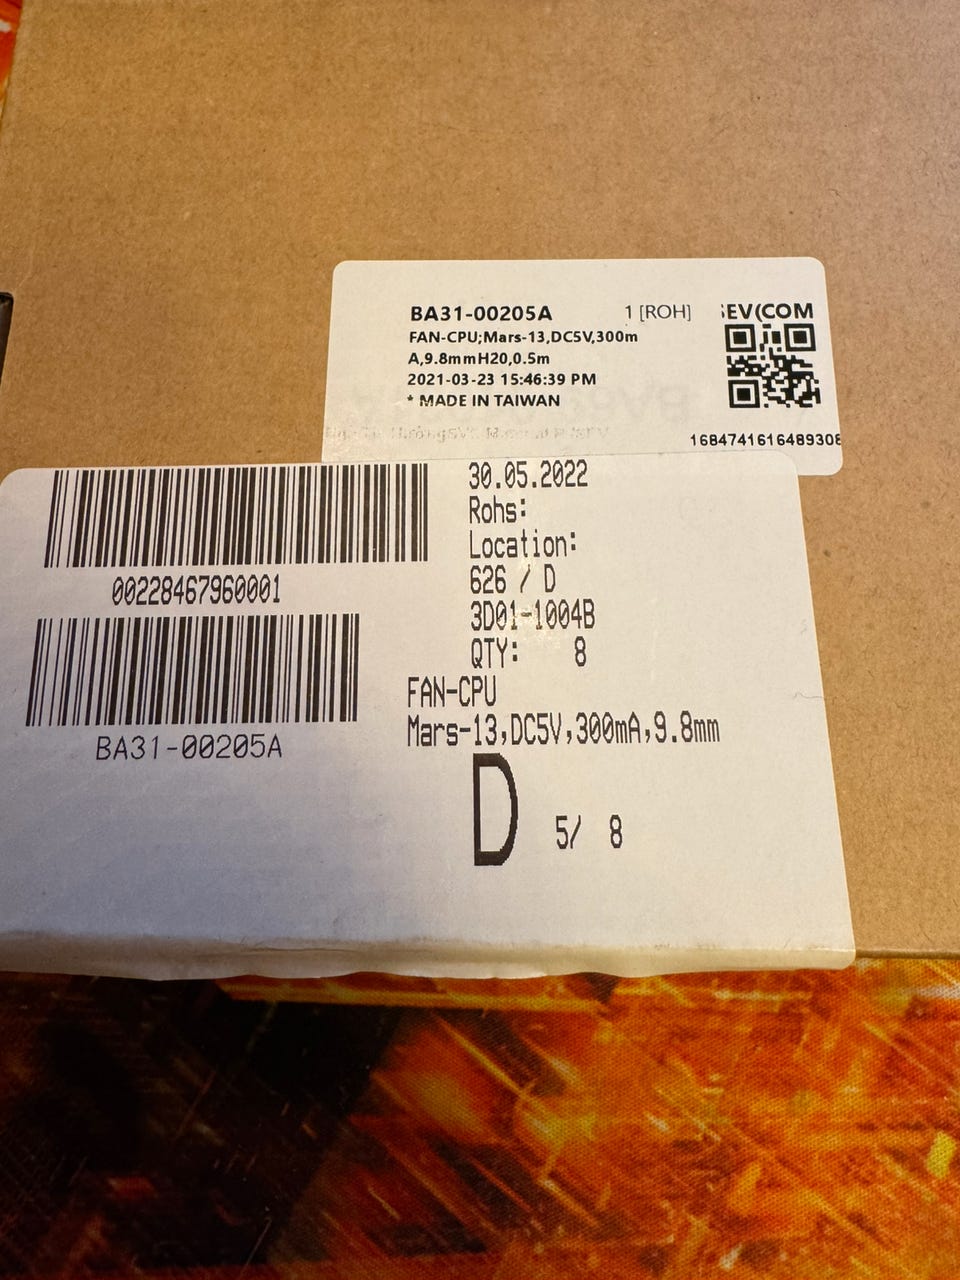 BA31-00205A 1 [ROH] SEV(COM
FAN-CPU;Mars-13,DC5V,300m
A,9.8mmH20,0.5m
2021-03-23 15:46:39 PM
* MADE IN TAIWAN
1684741616489308
30.05.2022
Rohs:
Location:
00228467960001
626 / D
3D01-1004B
QTY: 8
FAN-CPU
Mars-13,DC5V,300mA,9.8mm
BA31-00205A
D 5/ 8